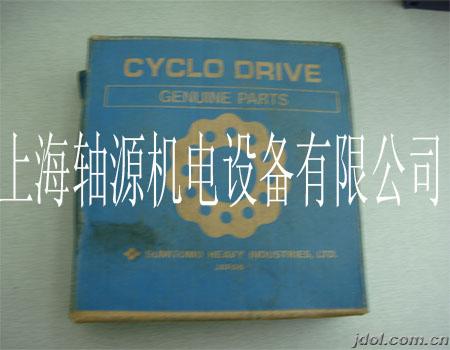 CYCLO DRIVE
GENUINE PARTS
上海轴源机电设备有限公司
SUMITOMO HEAVY INDUSTRIES, LTD.
JAPAN
jdol.com.cn